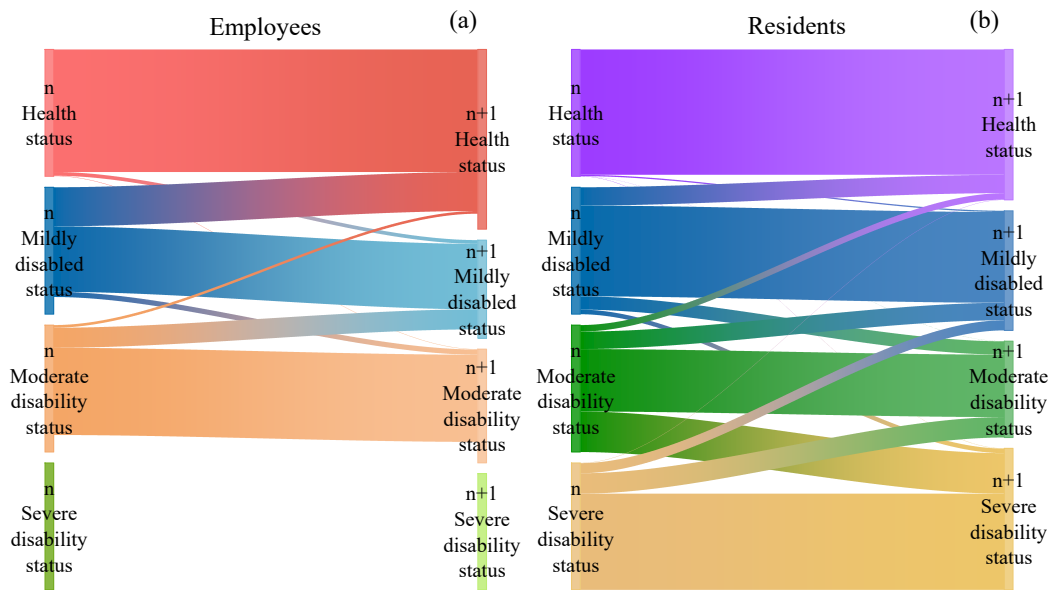 Employees
(a)
n
Health
status
n+1
Health
status
n
Mildly
disabled
status
n+1
Mildly
disabled
status
n
Moderate
disability
status
n+1
Moderate
disability
status
n
Severe
disability
status
n+1
Severe
disability
status
Residents
(b)
n
Health
status
n+1
Health
status
n
Mildly
disabled
status
n+1
Mildly
disabled
status
n
Moderate
disability
status
n+1
Moderate
disability
status
n
Severe
disability
status
n+1
Severe
disability
status